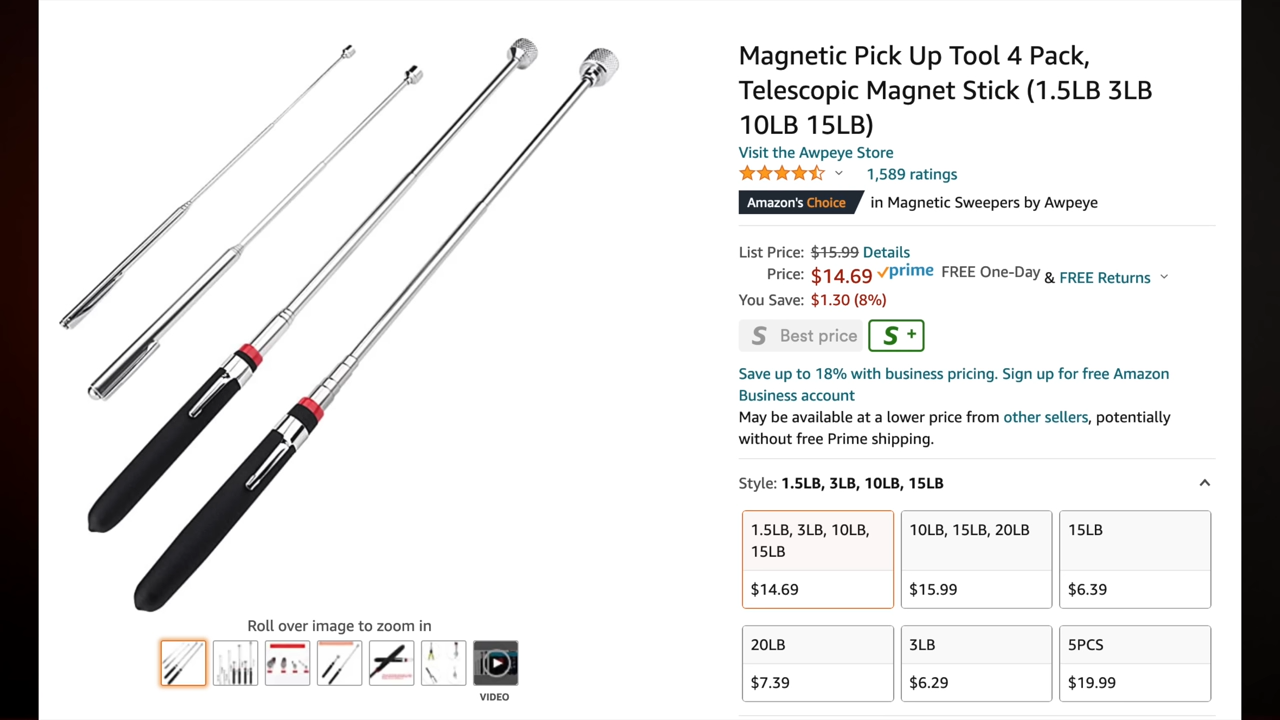 Magnetic Pick Up Tool 4 Pack,
Telescopic Magnet Stick (1.5LB 3LB
10LB 15LB)
Visit the Awpeye Store
1,589 ratings
Amazon's Choice in Magnetic Sweepers by Awpeye
List Price: $15.99 Details
Price: $14.69 prime FREE One-Day & FREE Returns
You Save: $1.30 (8%)
S Best price S +
Save up to 18% with business pricing. Sign up for free Amazon
Business account
May be available at a lower price from other sellers, potentially
without free Prime shipping.
Style: 1.5LB, 3LB, 10LB, 15LB
1.5LB, 3LB, 10LB,
15LB
$14.69
10LB, 15LB, 20LB
$15.99
15LB
$6.39
20LB
$7.39
3LB
$6.29
5PCS
$19.99
Roll over image to zoom in
VIDEO